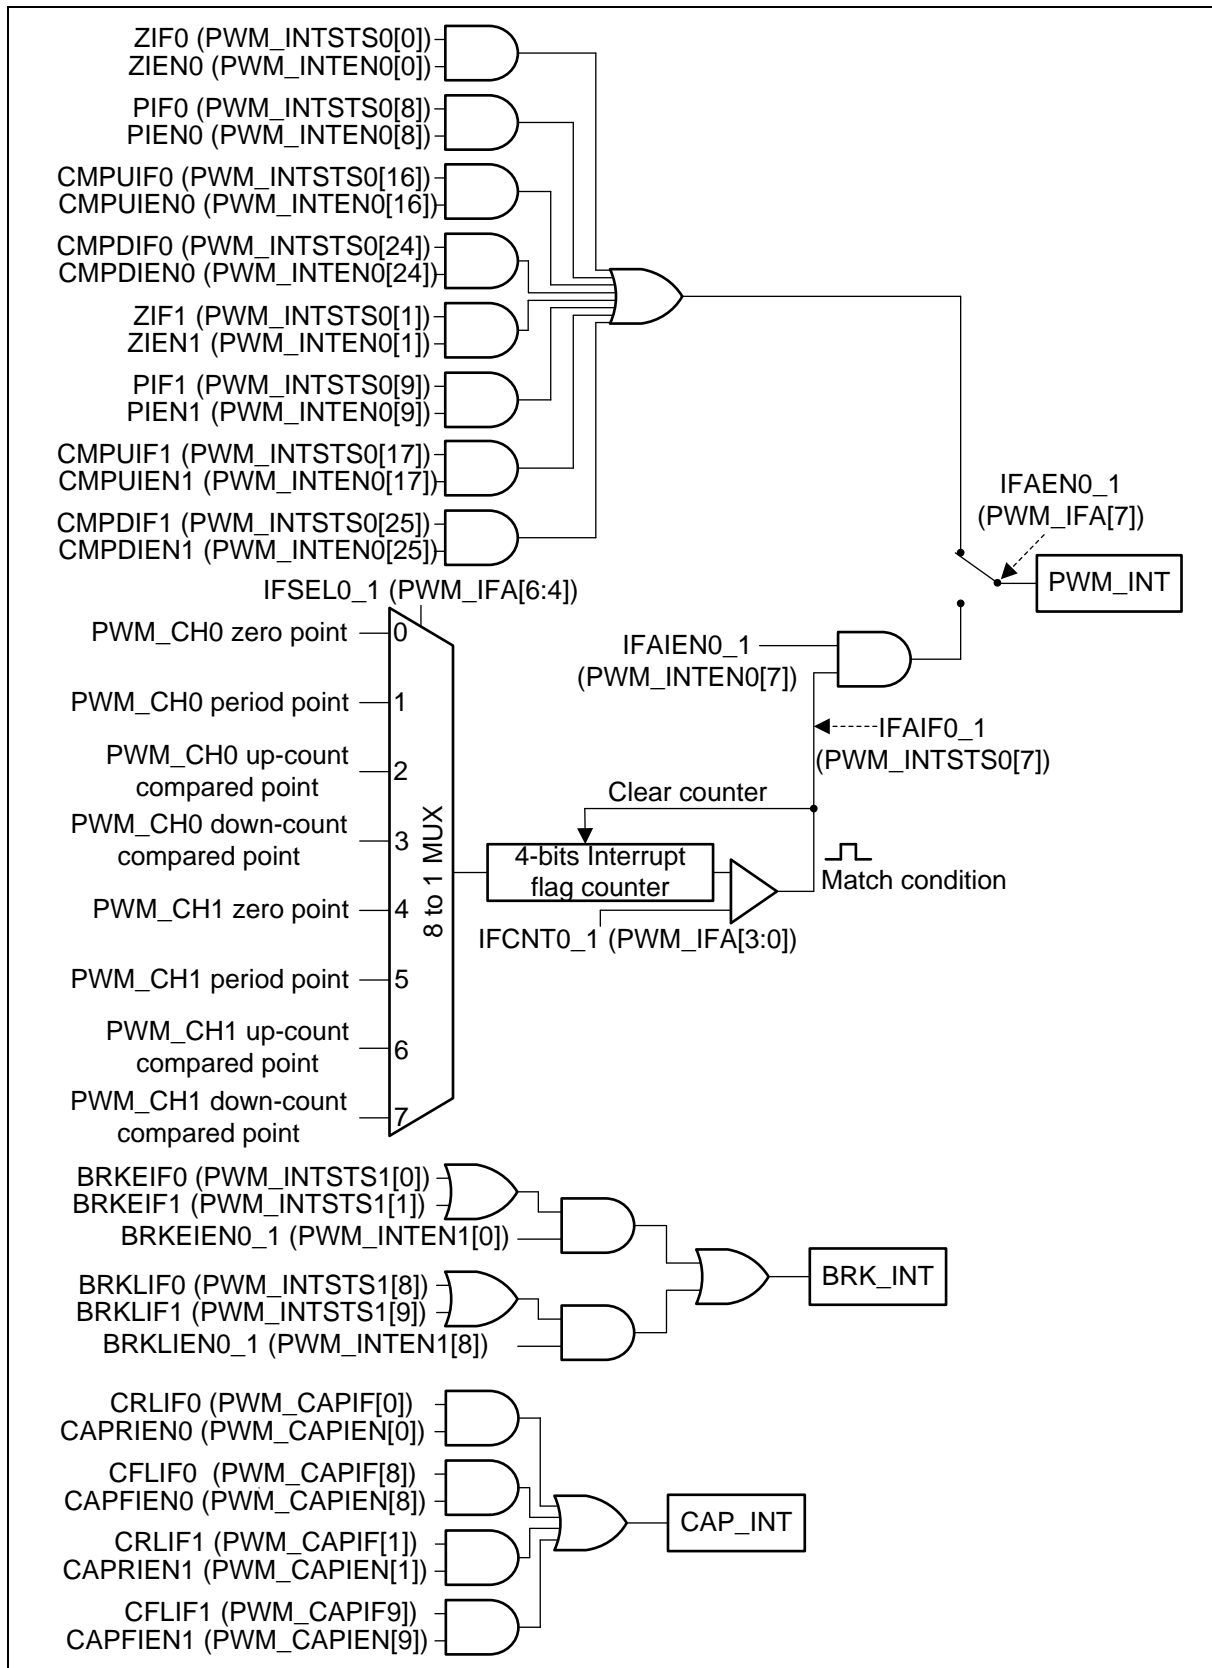 ZIF0 (PWM_INTSTS0[0])
ZIEN0 (PWM_INTEN0[0])
PIF0 (PWM_INTSTS0[8])
PIEN0 (PWM_INTEN0[8])
CMPUIF0 (PWM_INTSTS0[16])
CMPUIEN0 (PWM_INTEN0[16])
CMPDIF0 (PWM_INTSTS0[24])
CMPDIEN0 (PWM_INTEN0[24])
ZIF1 (PWM_INTSTS0[1])
ZIEN1 (PWM_INTEN0[1])
PIF1 (PWM_INTSTS0[9])
PIEN1 (PWM_INTEN0[9])
CMPUIF1 (PWM_INTSTS0[17])
CMPUIEN1 (PWM_INTEN0[17])
CMPDIF1 (PWM_INTSTS0[25])
CMPDIEN1 (PWM_INTEN0[25])
IFAEN0_1
(PWM_IFA[7])
PWM_INT
IFSEL0_1 (PWM_IFA[6:4])
PWM_CH0 zero point
0
PWM_CH0 period point
1
PWM_CH0 up-count
compared point
2
PWM_CH0 down-count
compared point
3
PWM_CH1 zero point
4
PWM_CH1 period point
5
PWM_CH1 up-count
compared point
6
PWM_CH1 down-count
compared point
7
8 to 1 MUX
IFAIEN0_1
(PWM_INTEN0[7])
IFAIF0_1
(PWM_INTSTS0[7])
Clear counter
4-bits Interrupt
flag counter
Match condition
IFCNT0_1 (PWM_IFA[3:0])
BRKEIF0 (PWM_INTSTS1[0])
BRKEIF1 (PWM_INTSTS1[1])
BRKEIEN0_1 (PWM_INTEN1[0])
BRKLIF0 (PWM_INTSTS1[8])
BRKLIF1 (PWM_INTSTS1[9])
BRKLIEN0_1 (PWM_INTEN1[8])
BRK_INT
CRLIF0 (PWM_CAPIF[0])
CAPRIEN0 (PWM_CAPIEN[0])
CFLIF0 (PWM_CAPIF[8])
CAPFIEN0 (PWM_CAPIEN[8])
CRLIF1 (PWM_CAPIF[1])
CAPRIEN1 (PWM_CAPIEN[1])
CFLIF1 (PWM_CAPIF9])
CAPFIEN1 (PWM_CAPIEN[9])
CAP_INT